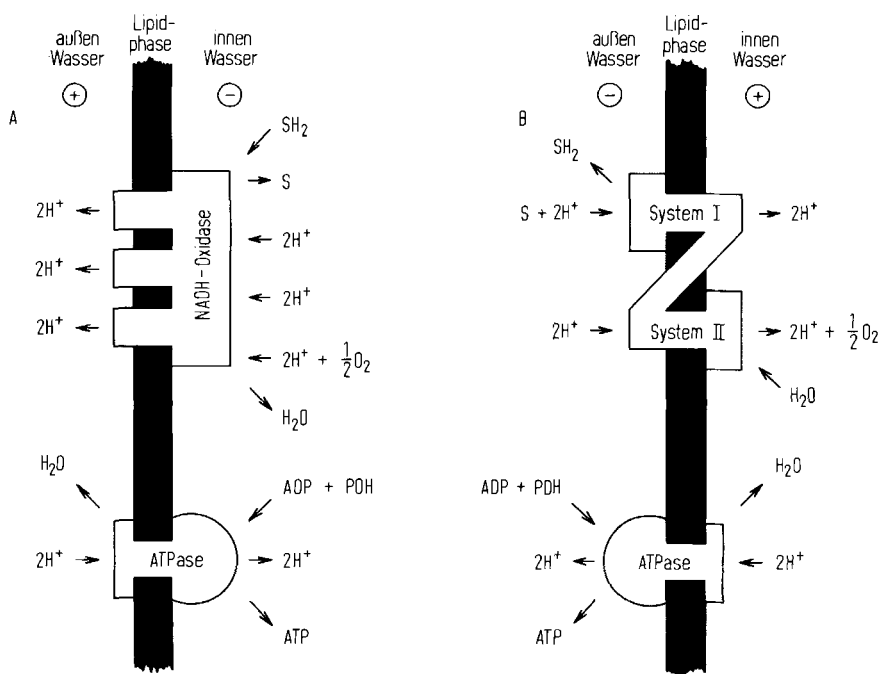 A
außen
Wasser
+
Lipid-
phase
innen
Wasser
−
SH₂
S
2H⁺
2H⁺
2H⁺
NADH-Oxidase
2H⁺
2H⁺
2H⁺ + 1/2 O₂
H₂O
H₂O
AOP + POH
2H⁺
ATPase
2H⁺
ATP
B
außen
Wasser
−
Lipid-
phase
innen
Wasser
+
SH₂
S + 2H⁺
System I
2H⁺
2H⁺
System II
2H⁺ + 1/2 O₂
H₂O
ADP + PDH
H₂O
2H⁺
ATPase
2H⁺
ATP